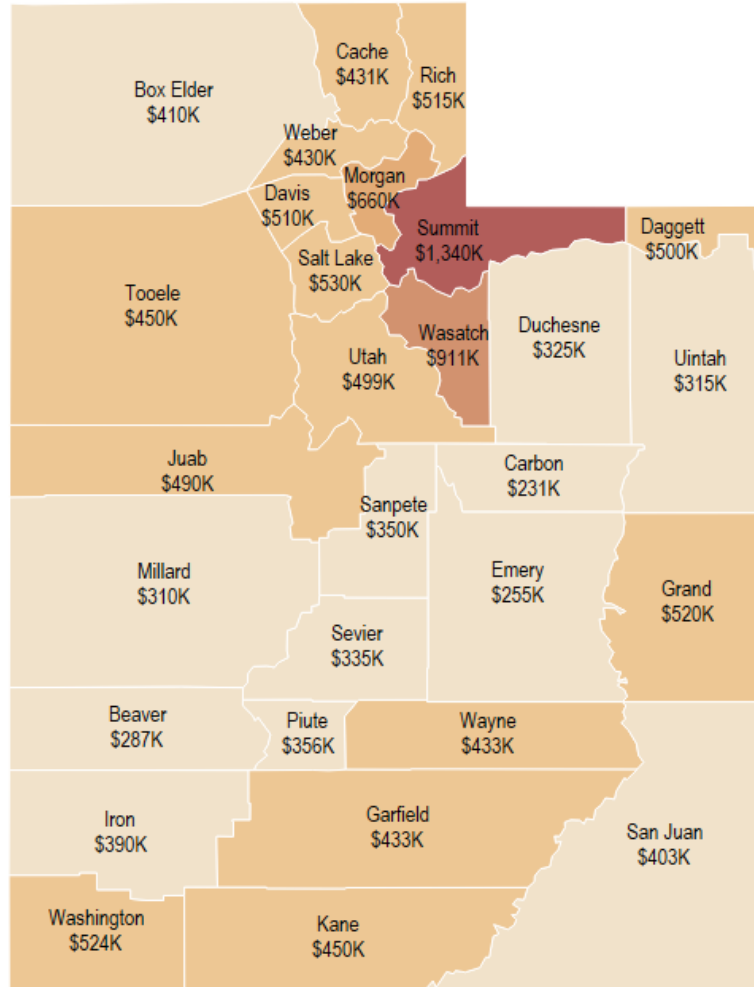 Cache
$431K
Rich
$515K
Box Elder
$410K
Weber
$430K
Morgan
$660K
Davis
$510K
Summit
$1,340K
Daggett
$500K
Salt Lake
$530K
Tooele
$450K
Wasatch
$911K
Duchesne
$325K
Utah
$499K
Uintah
$315K
Juab
$490K
Carbon
$231K
Sanpete
$350K
Millard
$310K
Emery
$255K
Grand
$520K
Sevier
$335K
Beaver
$287K
Piute
$356K
Wayne
$433K
Iron
$390K
Garfield
$433K
San Juan
$403K
Washington
$524K
Kane
$450K